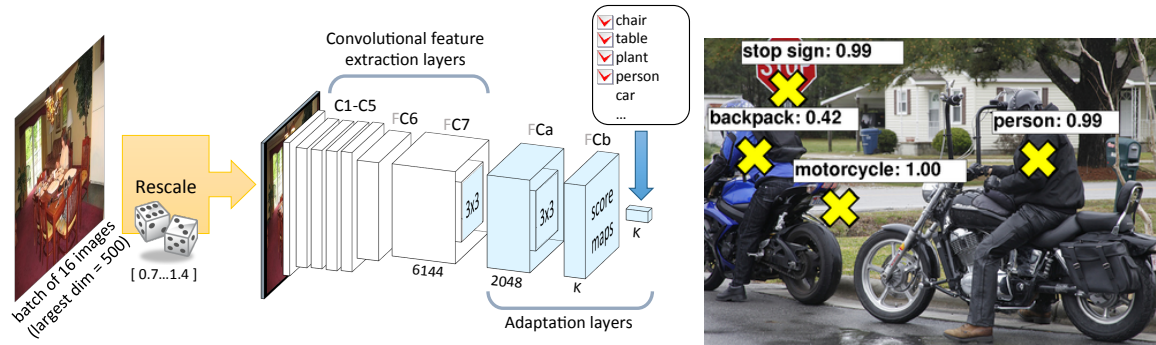 batch of 16 images
(largest dim = 500)
Rescale
[ 0.7...1.4 ]
Convolutional feature
extraction layers
C1-C5
FC6
FC7
3x3
6144
FCa
3x3
2048
FCb
score
maps
K
K
Adaptation layers
chair
table
plant
person
car
...
stop sign: 0.99
STOP
backpack: 0.42
person: 0.99
motorcycle: 1.00